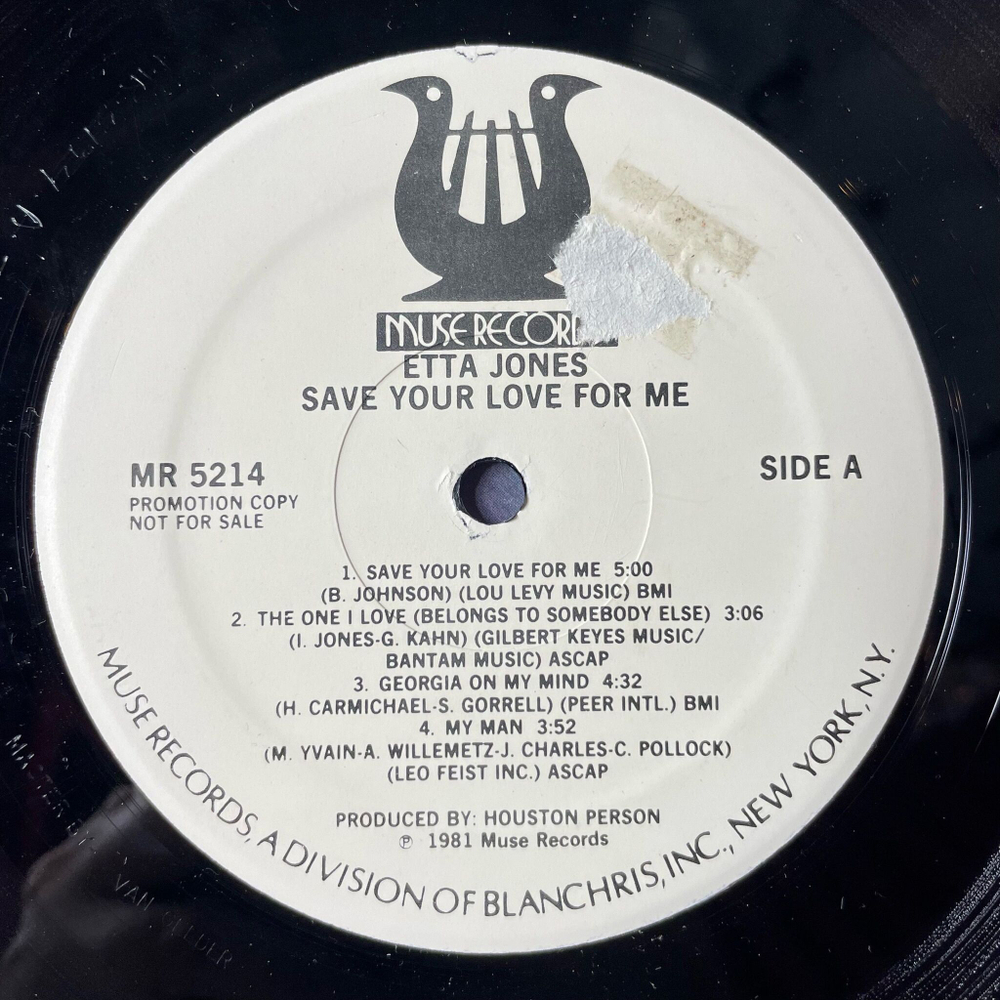 MUSE RECORD
ETTA JONES
SAVE YOUR LOVE FOR ME
MR 5214
PROMOTION COPY
NOT FOR SALE
SIDE A
1. SAVE YOUR LOVE FOR ME 5:00
(B. JOHNSON) (LOU LEVY MUSIC) BMI
2. THE ONE I LOVE (BELONGS TO SOMEBODY ELSE) 3:06
(I. JONES-G. KAHN) (GILBERT KEYES MUSIC/
BANTAM MUSIC) ASCAP
3. GEORGIA ON MY MIND 4:32
(H. CARMICHAEL-S. GORRELL) (PEER INTL.) BMI
4. MY MAN 3:52
(M. YVAIN-A. WILLEMETZ-J. CHARLES-C. POLLOCK)
(LEO FEIST INC.) ASCAP
PRODUCED BY: HOUSTON PERSON
℗ 1981 Muse Records
MUSE RECORDS, A DIVISION OF BLANCHRIS, INC., NEW YORK, N.Y.
VAN